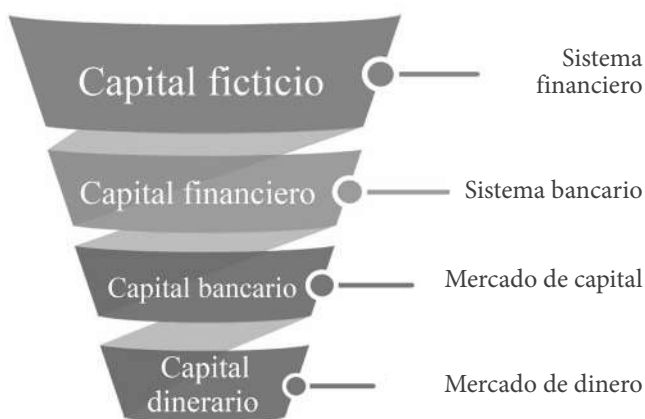 Capital ficticio
Sistema
financiero
Capital financiero
Sistema bancario
Capital bancario
Mercado de capital
Capital
dinerario
Mercado de dinero